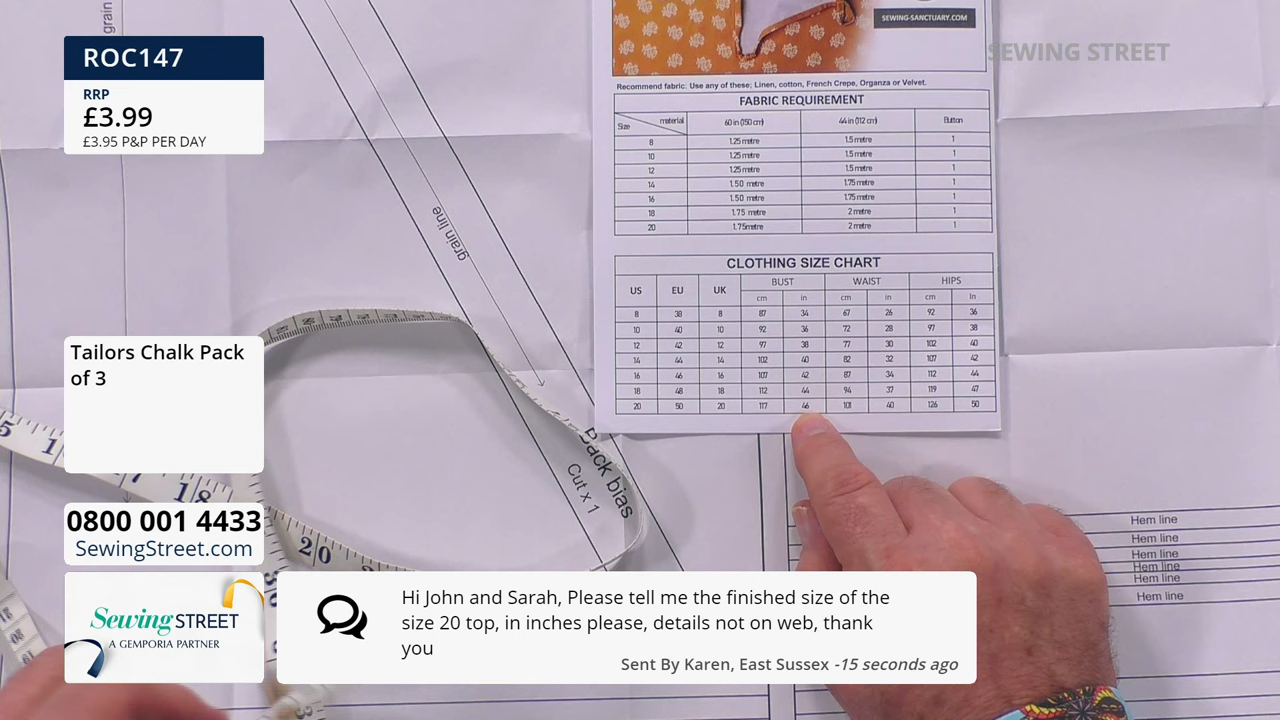 grain
ROC147
RRP
£3.99
£3.95 P&P PER DAY
SEWING STREET
SEWING-SANCTUARY.COM
Recommend fabric: Use any of these; Linen, cotton, French Crepe, Organza or Velvet.
FABRIC REQUIREMENT
Size material 60 in (150 cm) 44 in (112 cm) Button
8 1.25 metre 1.5 metre 1
10 1.25 metre 1.5 metre 1
12 1.25 metre 1.5 metre 1
14 1.50 metre 1.75 metre 1
16 1.50 metre 1.75 metre 1
18 1.75 metre 2 metre 1
20 1.75metre 2 metre 1
CLOTHING SIZE CHART
US EU UK BUST WAIST HIPS
cm in cm in cm In
8 38 8 87 34 67 26 92 36
10 40 10 92 36 72 28 97 38
12 42 12 97 38 77 30 102 40
14 44 14 102 40 82 32 107 42
16 46 16 107 42 87 34 112 44
18 48 18 112 44 94 37 119 47
20 50 20 117 46 101 40 126 50
grain line
Back bias
Cut x 1
Tailors Chalk Pack
of 3
18
20
Hem line
Hem line
Hem line
Hem line
Hem line
Hem line
0800 001 4433
SewingStreet.com
Sewing STREET
A GEMPORIA PARTNER
Hi John and Sarah, Please tell me the finished size of the
size 20 top, in inches please, details not on web, thank
you
Sent By Karen, East Sussex -15 seconds ago